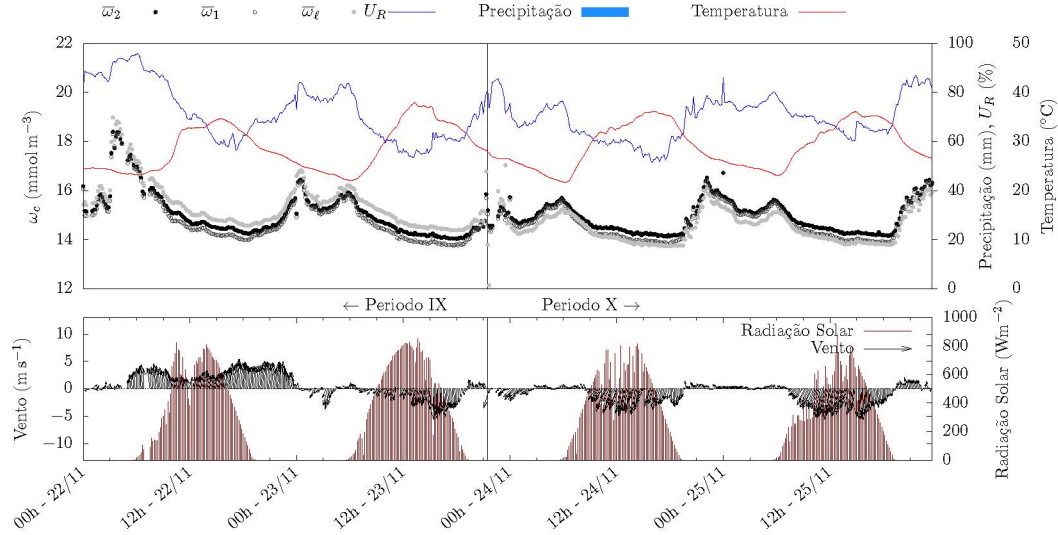 ω̅₂ ω̅₁ ω̅ℓ U_R Precipitação Temperatura
22
20
18
16
14
12
ω_c (mmol m⁻³)
100
80
60
40
20
0
Precipitação (mm), U_R (%)
50
40
30
20
10
0
Temperatura (°C)
← Periodo IX Periodo X →
10
5
0
−5
−10
Vento (m s⁻¹)
Radiação Solar
Vento
1000
800
600
400
200
0
Radiação Solar (Wm⁻²)
00h - 22/11
12h - 22/11
00h - 23/11
12h - 23/11
00h - 24/11
12h - 24/11
00h - 25/11
12h - 25/11